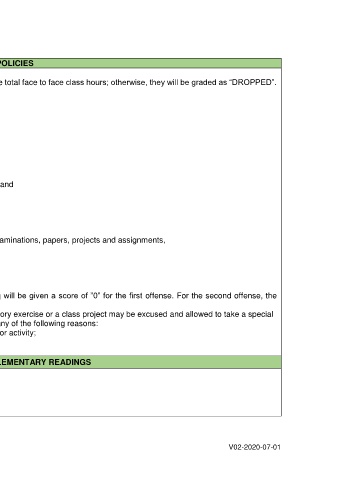 POLICIES
e total face to face class hours; otherwise, they will be graded as “DROPPED”.
and
aminations, papers, projects and assignments,
g will be given a score of "0" for the first offense. For the second offense, the
ory exercise or a class project may be excused and allowed to take a special
ny of the following reasons:
or activity;
LEMENTARY READINGS
V02-2020-07-01